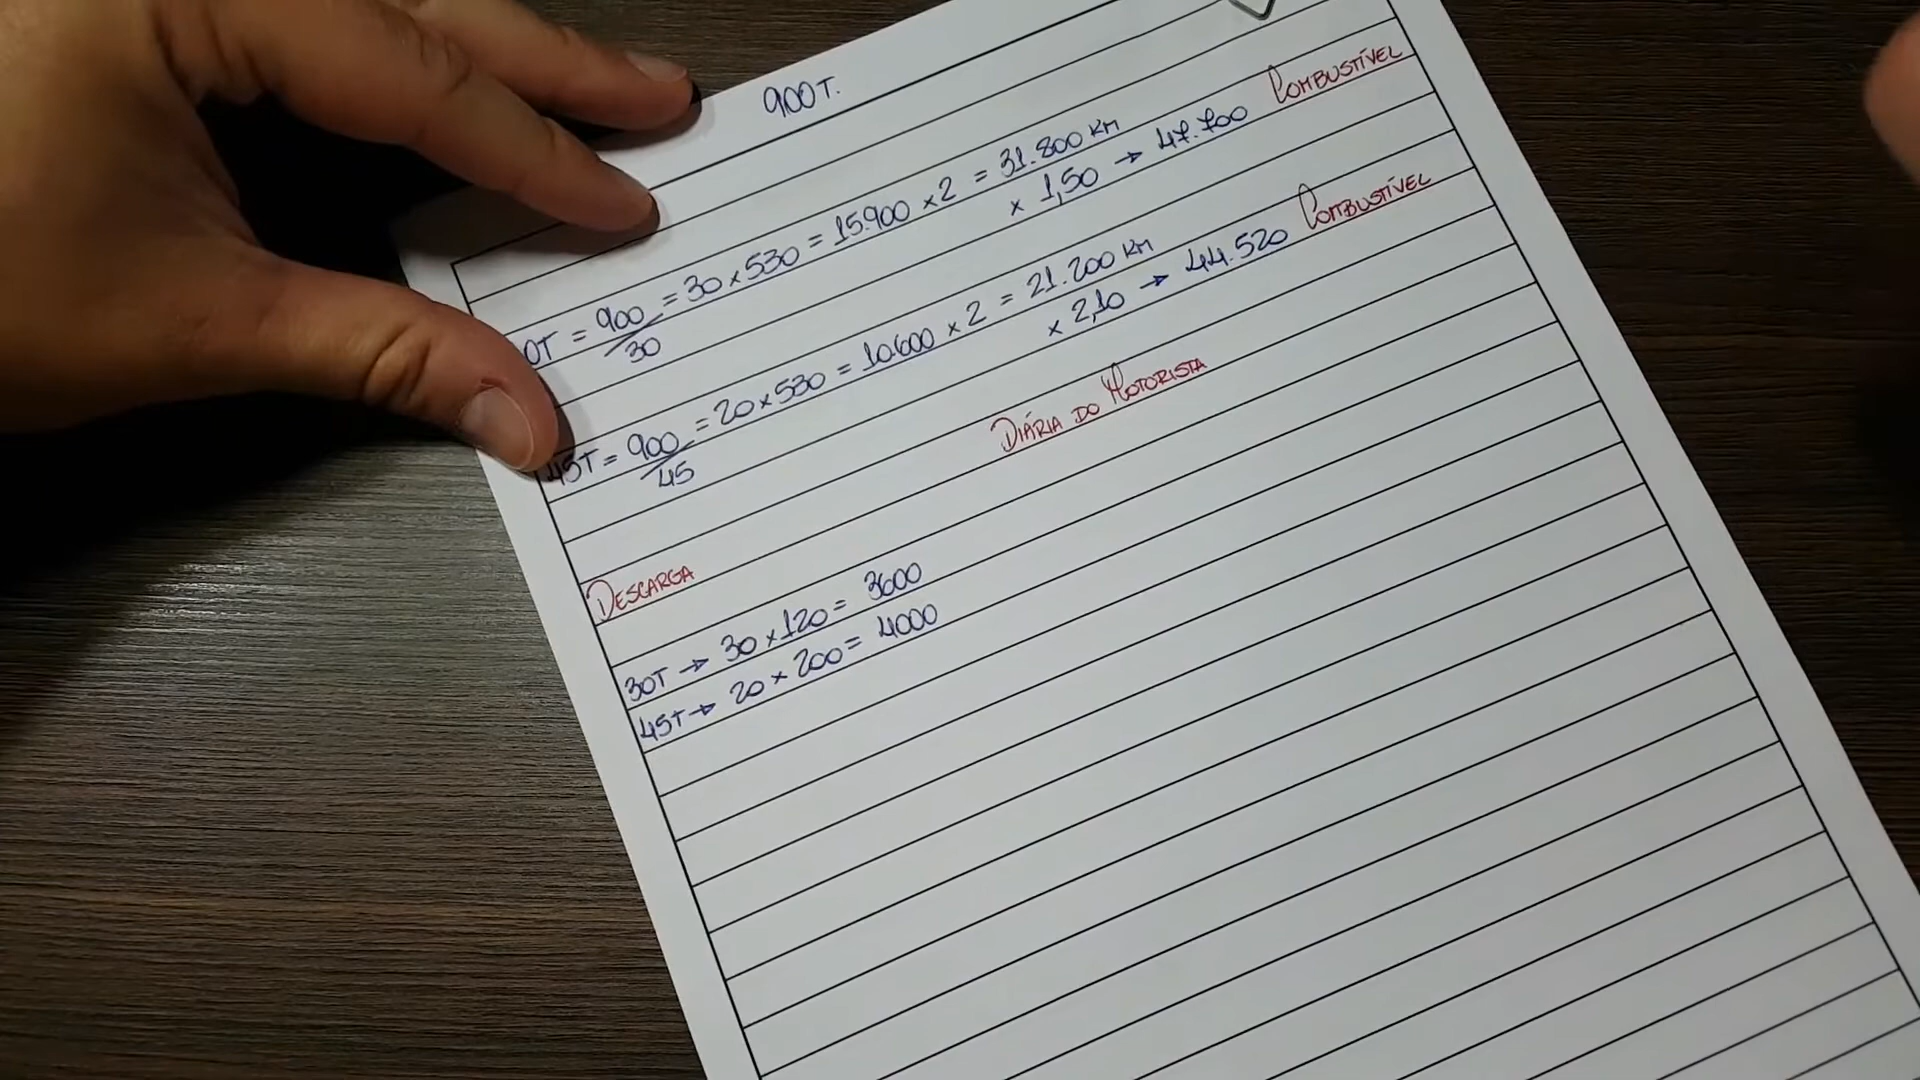 900T.
0T = 900/30 = 30 x 530 = 15.900 x 2 = 31.800 KM
x 1,50 → 47.700 COMBUSTÍVEL
45T = 900/45 = 20 x 530 = 10.600 x 2 = 21.200 KM
x 2,10 → 44.520 COMBUSTÍVEL
DIÁRIA DO MOTORISTA
DESCARGA
30T → 30 x 120 = 3600
45T → 20 x 200 = 4000